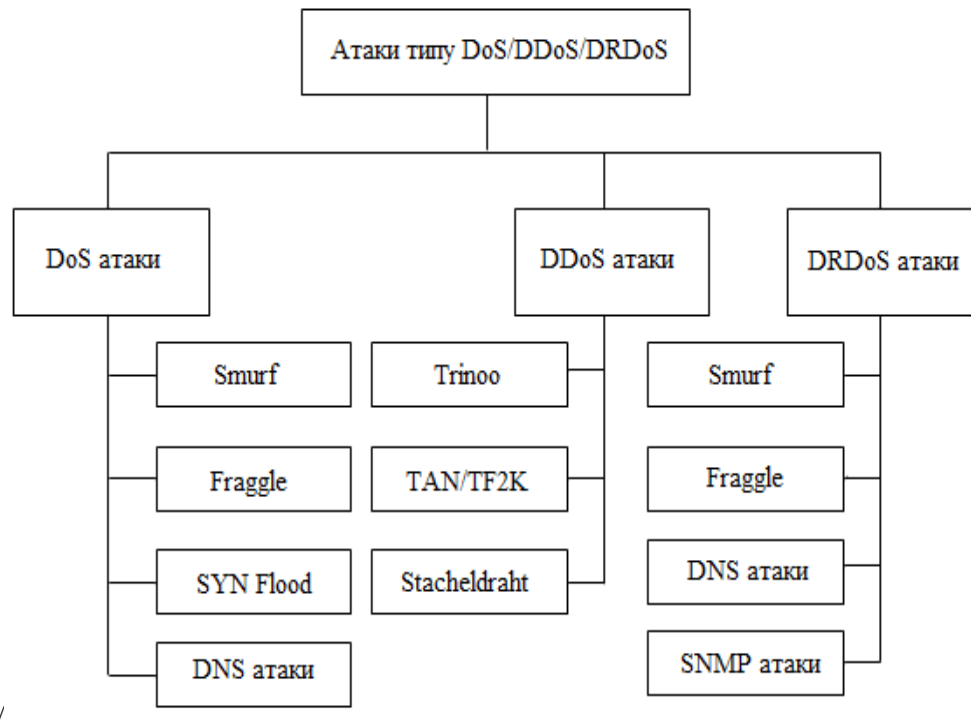 Атаки типу DoS/DDoS/DRDoS
DoS атаки
DDoS атаки
DRDoS атаки
Smurf
Trinoo
Smurf
Fraggle
TAN/TF2K
Fraggle
SYN Flood
Stacheldraht
DNS атаки
DNS атаки
SNMP атаки
/